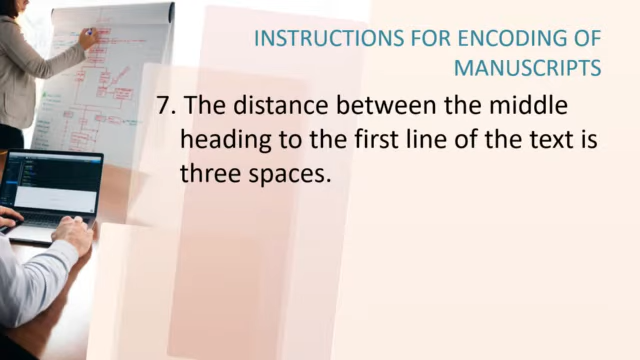 INSTRUCTIONS FOR ENCODING OF
MANUSCRIPTS
7. The distance between the middle
heading to the first line of the text is
three spaces.